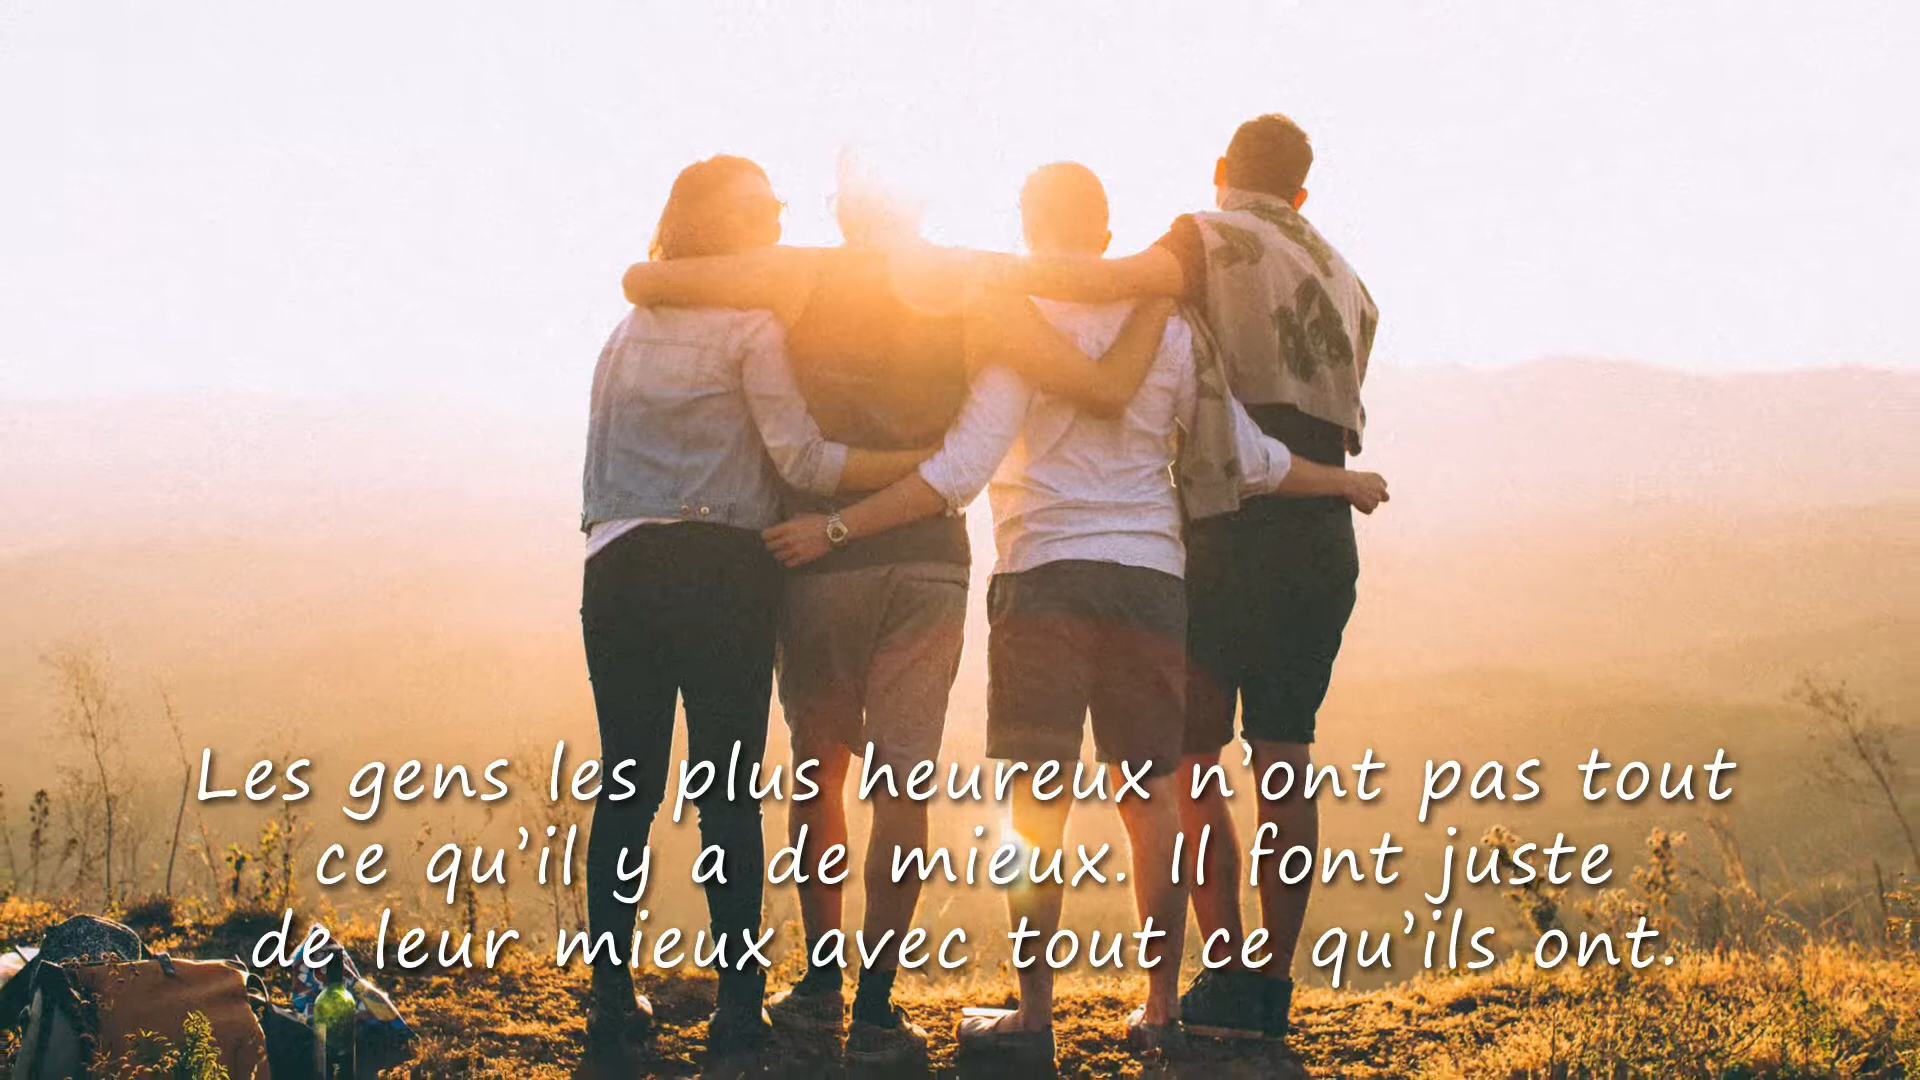 Les gens les plus heureux n’ont pas tout
ce qu’il y a de mieux. Il font juste
de leur mieux avec tout ce qu’ils ont.